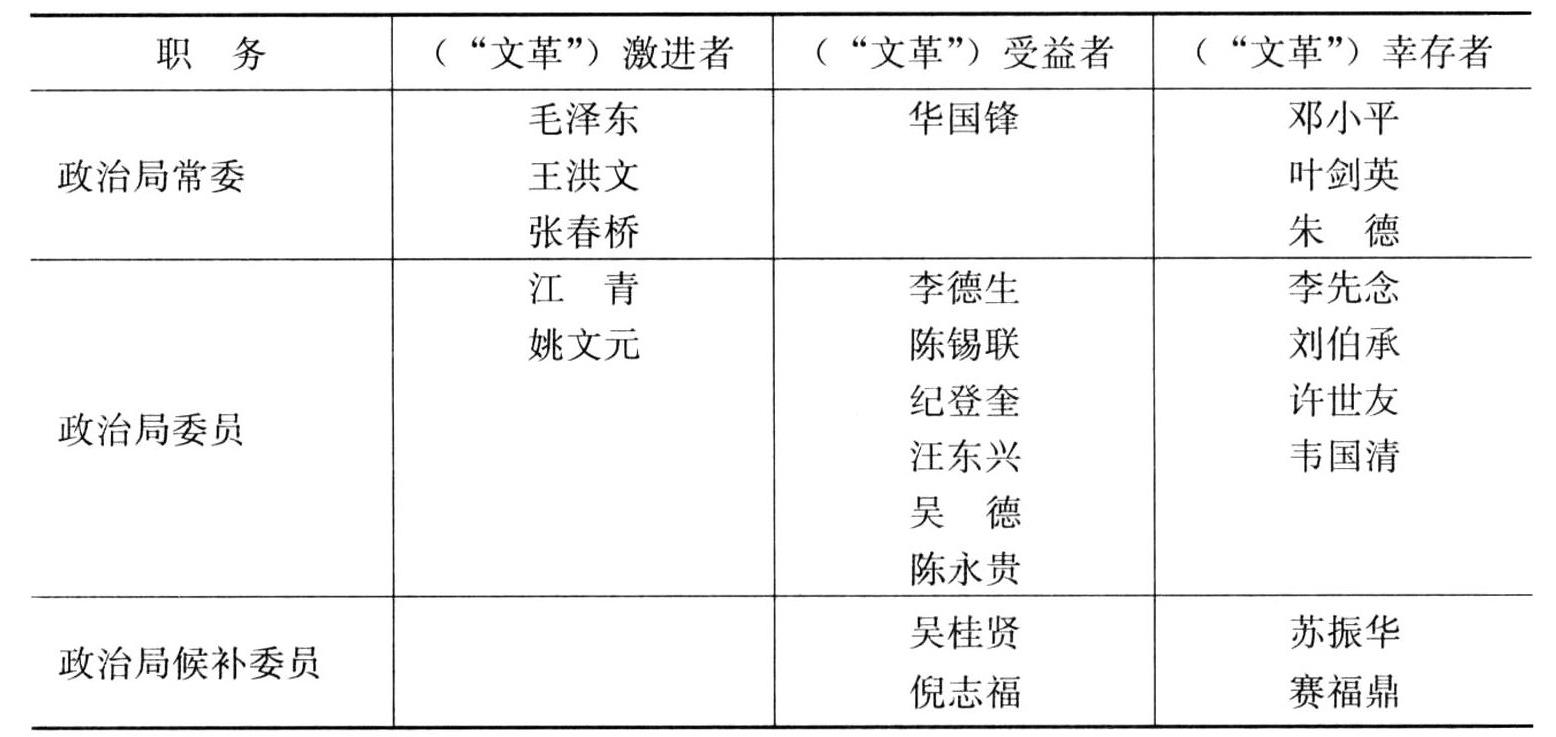 职 务 （“文革”）激进者 （“文革”）受益者 （“文革”）幸存者
政治局常委 毛泽东 华国锋 邓小平
王洪文 叶剑英
张春桥 朱 德
政治局委员 江 青 李德生 李先念
姚文元 陈锡联 刘伯承
纪登奎 许世友
汪东兴 韦国清
吴 德
陈永贵
政治局候补委员 吴桂贤 苏振华
倪志福 赛福鼎